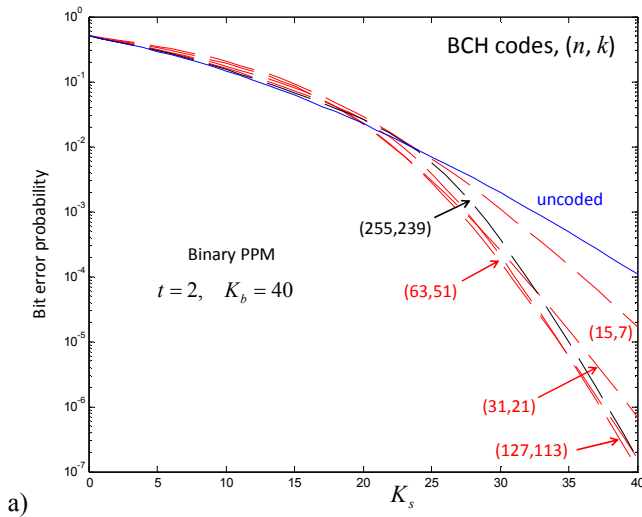 10^0
BCH codes, (n, k)
10^-1
10^-2
uncoded
10^-3
(255,239)
Binary PPM
10^-4
t = 2, K_b = 40
(63,51)
(15,7)
10^-5
(31,21)
10^-6
(127,113)
10^-7
0 5 10 15 20 25 30 35 40
K_s
Bit error probability
a)